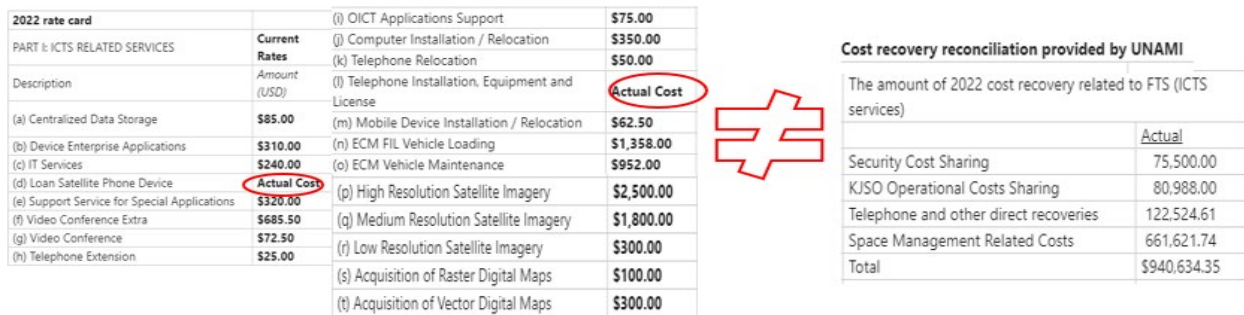 2022 rate card
PART I: ICTS RELATED SERVICES Current Rates
Description Amount (USD)
(a) Centralized Data Storage $85.00
(b) Device Enterprise Applications $310.00
(c) IT Services $240.00
(d) Loan Satellite Phone Device Actual Cost
(e) Support Service for Special Applications $320.00
(f) Video Conference Extra $685.50
(g) Video Conference $72.50
(h) Telephone Extension $25.00
(i) OICT Applications Support $75.00
(j) Computer Installation / Relocation $350.00
(k) Telephone Relocation $50.00
(l) Telephone Installation, Equipment and License Actual Cost
(m) Mobile Device Installation / Relocation $62.50
(n) ECM FIL Vehicle Loading $1,358.00
(o) ECM Vehicle Maintenance $952.00
(p) High Resolution Satellite Imagery $2,500.00
(q) Medium Resolution Satellite Imagery $1,800.00
(r) Low Resolution Satellite Imagery $300.00
(s) Acquisition of Raster Digital Maps $100.00
(t) Acquisition of Vector Digital Maps $300.00
≠
Cost recovery reconciliation provided by UNAMI
The amount of 2022 cost recovery related to FTS (ICTS
services)
Actual
Security Cost Sharing 75,500.00
KJSO Operational Costs Sharing 80,988.00
Telephone and other direct recoveries 122,524.61
Space Management Related Costs 661,621.74
Total $940,634.35